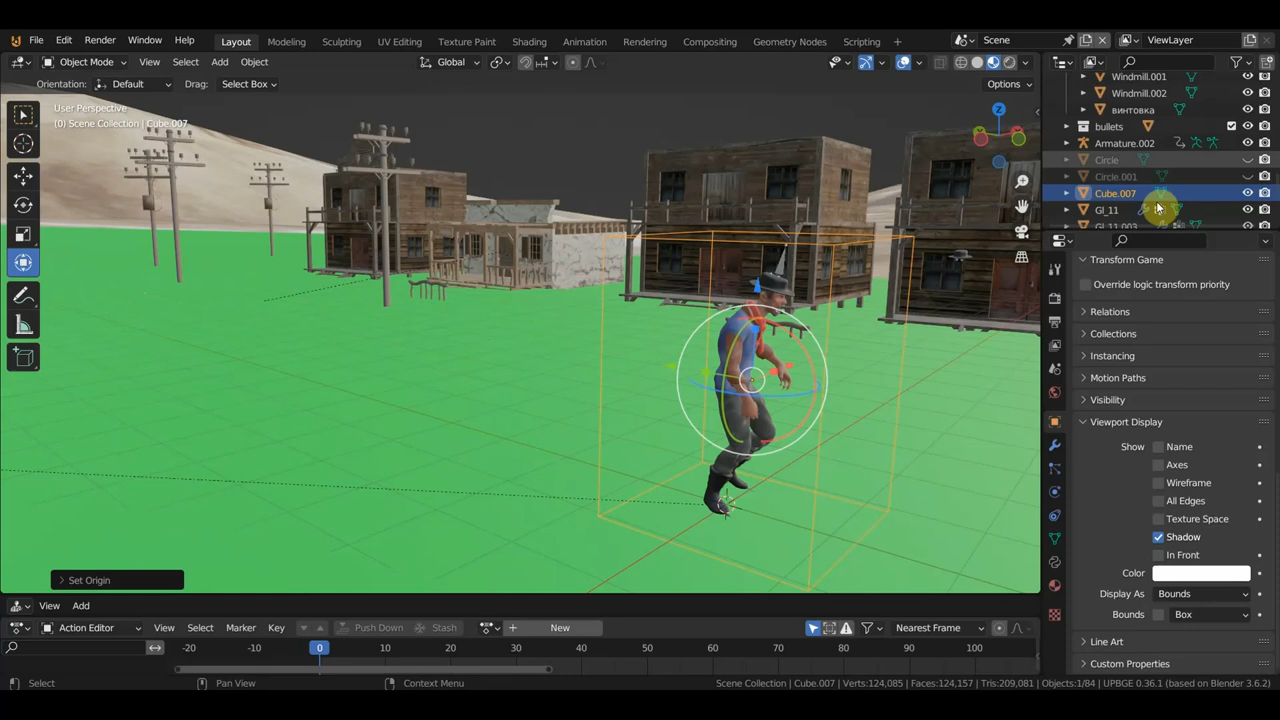 File Edit Render Window Help Layout Modeling Sculpting UV Editing Texture Paint Shading Animation Rendering Compositing Geometry Nodes Scripting + Scene ViewLayer
Object Mode View Select Add Object Global
Orientation: Default Drag: Select Box Options
User Perspective
(0) Scene Collection | Cube.007
Z
Windmill.001
Windmill.002
винтовка
bullets
Armature.002
Circle
Circle.001
Cube.007
GI_11
GI_11.003
Transform Game
Override logic transform priority
Relations
Collections
Instancing
Motion Paths
Visibility
Viewport Display
Show Name
Axes
Wireframe
All Edges
Texture Space
Shadow
In Front
Color
Display As Bounds
Bounds Box
Line Art
Custom Properties
Set Origin
View Add
Action Editor View Select Marker Key Push Down Stash New Nearest Frame
-20 -10 0 10 20 30 40 50 60 70 80 90 100
Select Pan View Context Menu Scene Collection | Cube.007 | Verts:124,085 | Faces:124,157 | Tris:209,081 | Objects:1/84 | UPBGE 0.36.1 (based on Blender 3.6.2)